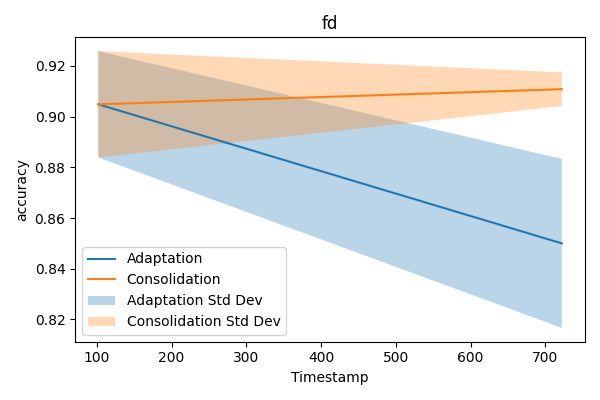 fd
accuracy
0.92
0.90
0.88
0.86
0.84
0.82
Adaptation
Consolidation
Adaptation Std Dev
Consolidation Std Dev
100 200 300 400 500 600 700
Timestamp